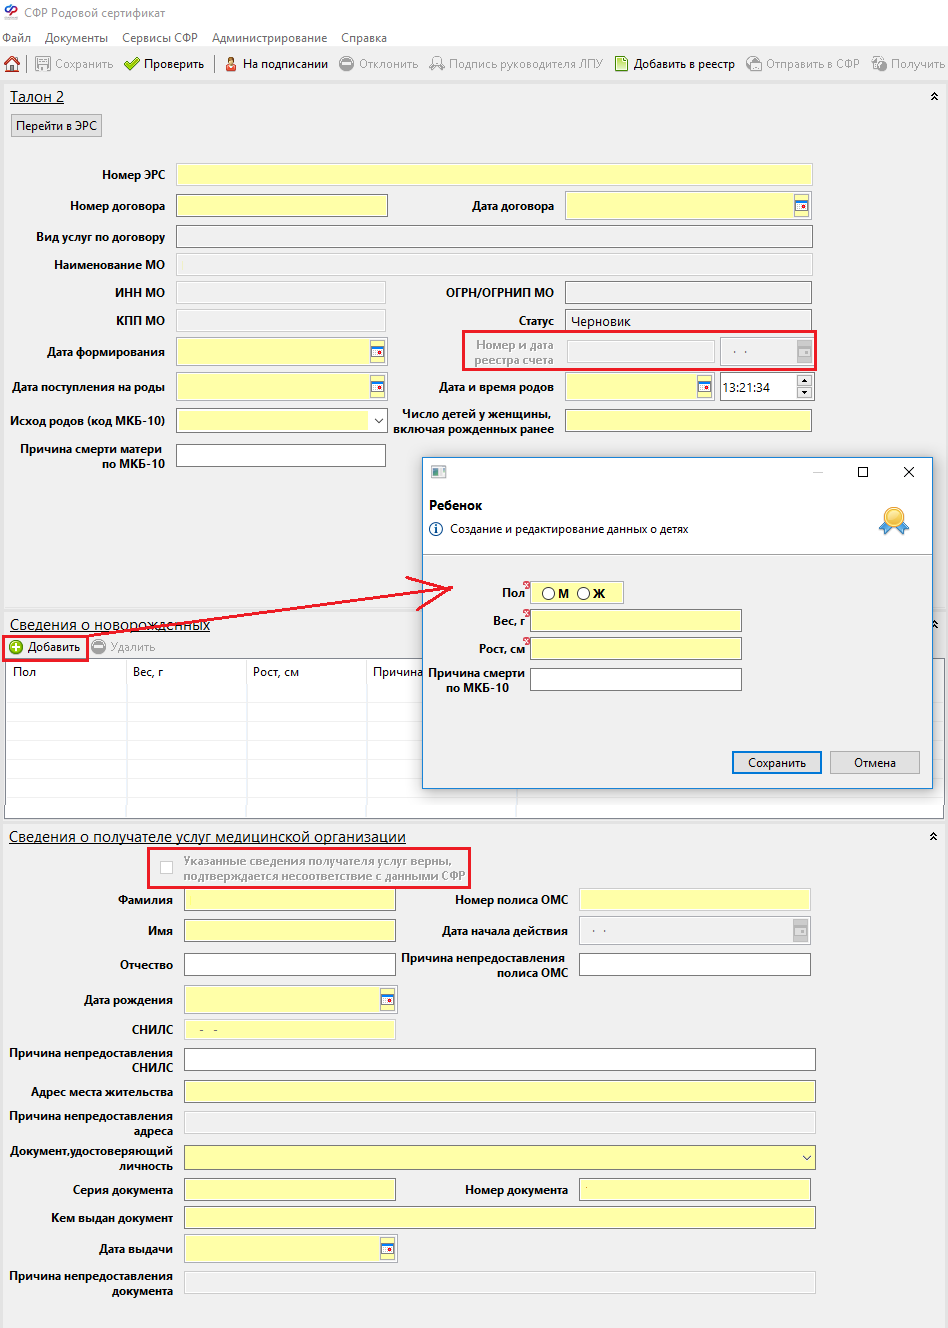 СФР Родовой сертификат
Файл Документы Сервисы СФР Администрирование Справка
Сохранить Проверить На подписании Отклонить Подпись руководителя ЛПУ Добавить в реестр Отправить в СФР Получить
Талон 2
Перейти в ЭРС
Номер ЭРС
Номер договора Дата договора
Вид услуг по договору
Наименование МО
ИНН МО ОГРН/ОГРНИП МО
КПП МО Статус Черновик
Дата формирования Номер и дата
реестра счета
Дата поступления на роды Дата и время родов 13:21:34
Исход родов (код МКБ-10) Число детей у женщины,
включая рожденных ранее
Причина смерти матери
по МКБ-10
Ребенок
Создание и редактирование данных о детях
Пол М Ж
Вес, г
Рост, см
Причина смерти
по МКБ-10
Сохранить Отмена
Сведения о новорожденных
Добавить Удалить
Пол Вес, г Рост, см Причина
Сведения о получателе услуг медицинской организации
Указанные сведения получателя услуг верны,
подтверждается несоответствие с данными СФР
Фамилия Номер полиса ОМС
Имя Дата начала действия
Отчество Причина непредоставления
полиса ОМС
Дата рождения
СНИЛС - -
Причина непредоставления
СНИЛС
Адрес места жительства
Причина непредоставления
адреса
Документ,удостоверяющий
личность
Серия документа Номер документа
Кем выдан документ
Дата выдачи
Причина непредоставления
документа